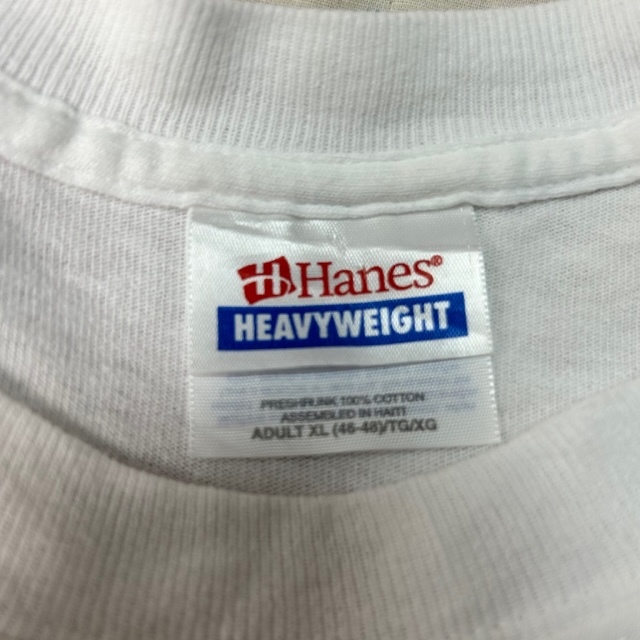 Hanes®
HEAVYWEIGHT
PRESHRUNK 100% COTTON
ASSEMBLED IN HAITI
ADULT XL (46-48)/TG/XG